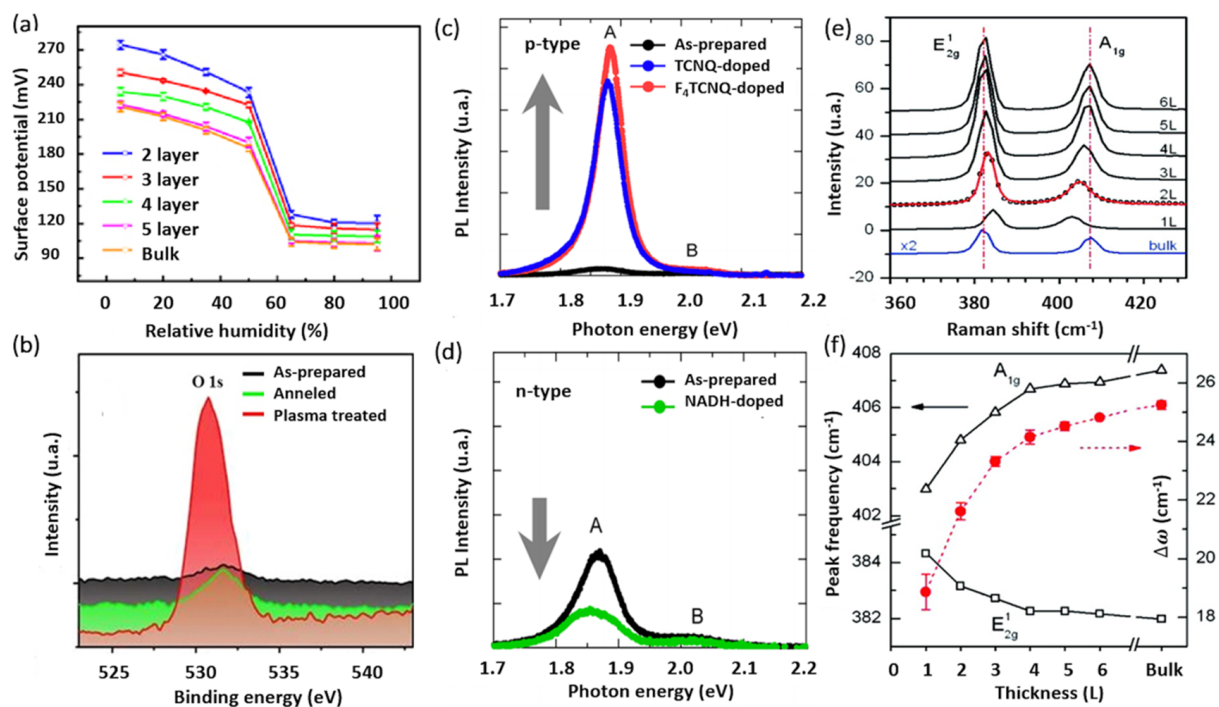 (a)
270
240
210
180
150
120
90
Surface potential (mV)
2 layer
3 layer
4 layer
5 layer
Bulk
0 20 40 60 80 100
Relative humidity (%)
(b)
O 1s
As-prepared
Anneled
Plasma treated
Intensity (u.a.)
525 530 535 540
Binding energy (eV)
(c)
p-type
A
B
As-prepared
TCNQ-doped
F₄TCNQ-doped
PL Intensity (u.a.)
1.7 1.8 1.9 2.0 2.1 2.2
Photon energy (eV)
(d)
n-type
A
B
As-prepared
NADH-doped
PL Intensity (u.a.)
1.7 1.8 1.9 2.0 2.1 2.2
Photon energy (eV)
(e)
E¹₂g
A₁g
80
60
40
20
0
-20
Intensity (u.a.)
6L
5L
4L
3L
2L
1L
x2
bulk
360 380 400 420
Raman shift (cm⁻¹)
(f)
408
406
404
402
384
382
Peak frequency (cm⁻¹)
A₁g
E¹₂g
26
24
22
20
18
Δω (cm⁻¹)
0 1 2 3 4 5 6 Bulk
Thickness (L)